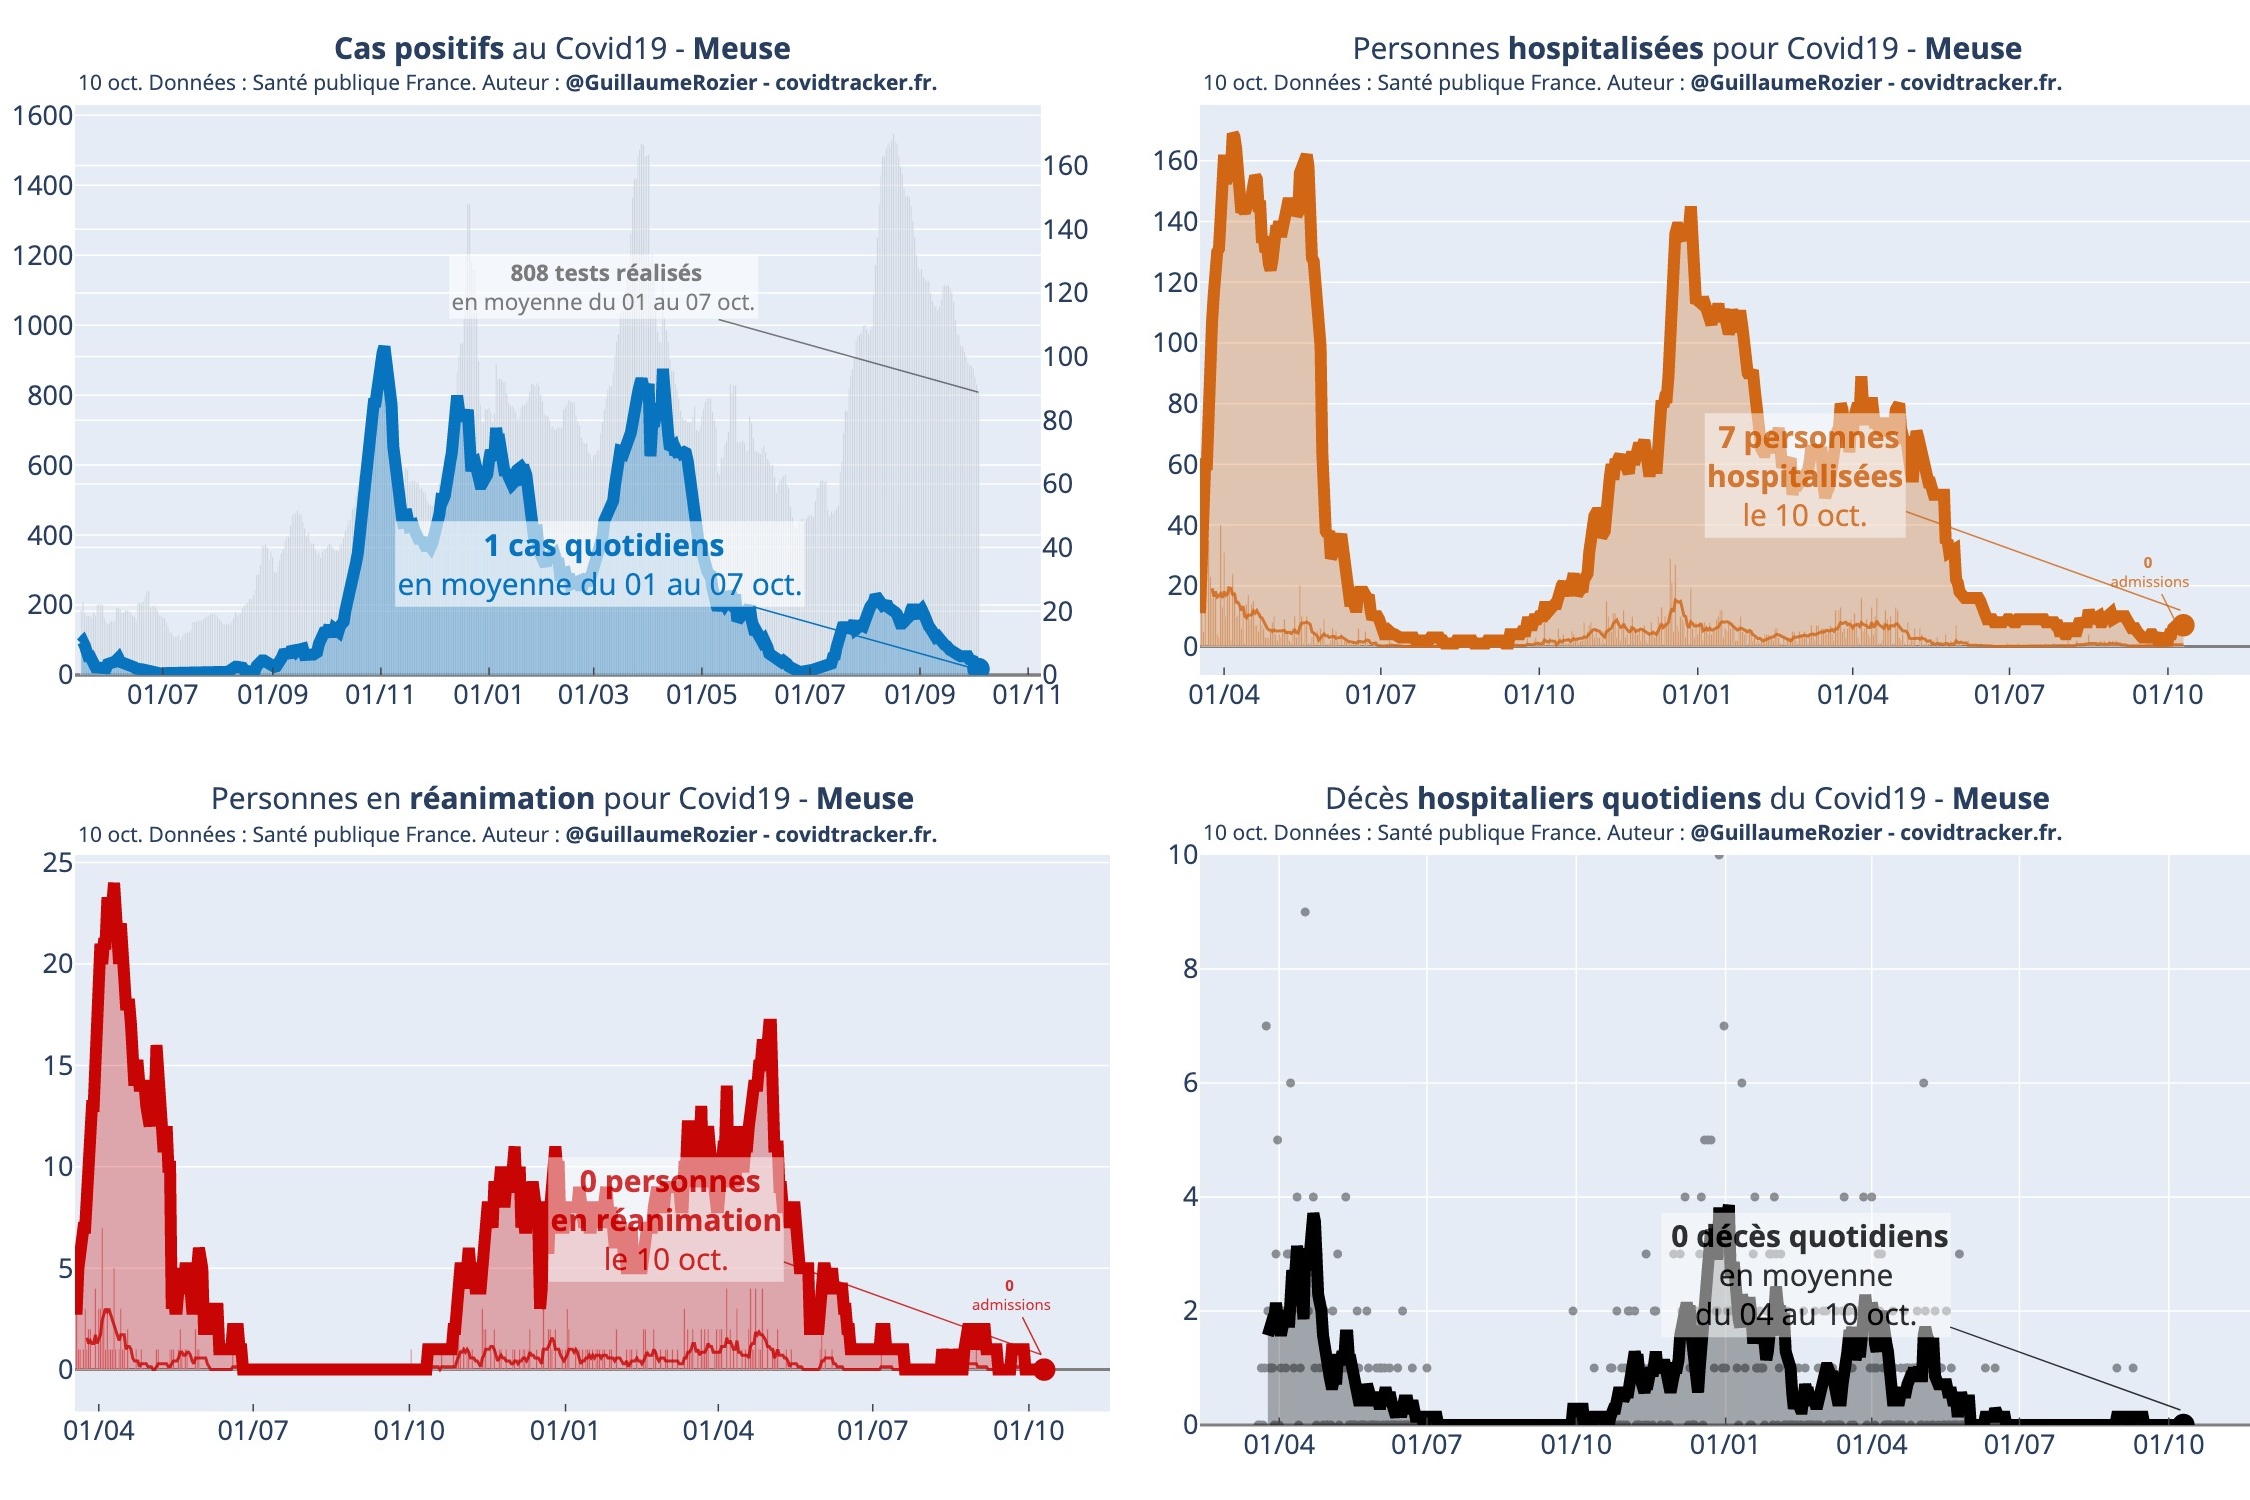 Cas positifs au Covid19 - Meuse
10 oct. Données : Santé publique France. Auteur : @GuillaumeRozier - covidtracker.fr.
1600
1400
1200
1000
800
600
400
200
0
160
140
120
100
80
60
40
20
0
808 tests réalisés
en moyenne du 01 au 07 oct.
1 cas quotidiens
en moyenne du 01 au 07 oct.
01/07 01/09 01/11 01/01 01/03 01/05 01/07 01/09 01/11
Personnes hospitalisées pour Covid19 - Meuse
10 oct. Données : Santé publique France. Auteur : @GuillaumeRozier - covidtracker.fr.
160
140
120
100
80
60
40
20
0
7 personnes
hospitalisées
le 10 oct.
0
admissions
01/04 01/07 01/10 01/01 01/04 01/07 01/10
Personnes en réanimation pour Covid19 - Meuse
10 oct. Données : Santé publique France. Auteur : @GuillaumeRozier - covidtracker.fr.
25
20
15
10
5
0
0 personnes
en réanimation
le 10 oct.
0
admissions
01/04 01/07 01/10 01/01 01/04 01/07 01/10
Décès hospitaliers quotidiens du Covid19 - Meuse
10 oct. Données : Santé publique France. Auteur : @GuillaumeRozier - covidtracker.fr.
10
8
6
4
2
0
0 décès quotidiens
en moyenne
du 04 au 10 oct.
01/04 01/07 01/10 01/01 01/04 01/07 01/10